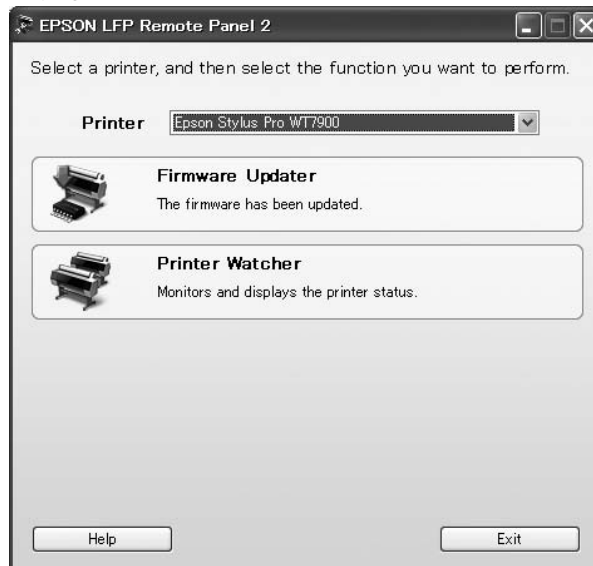 EPSON LFP Remote Panel 2
Select a printer, and then select the function you want to perform.
Printer Epson Stylus Pro WT7900
Firmware Updater
The firmware has been updated.
Printer Watcher
Monitors and displays the printer status.
Help Exit